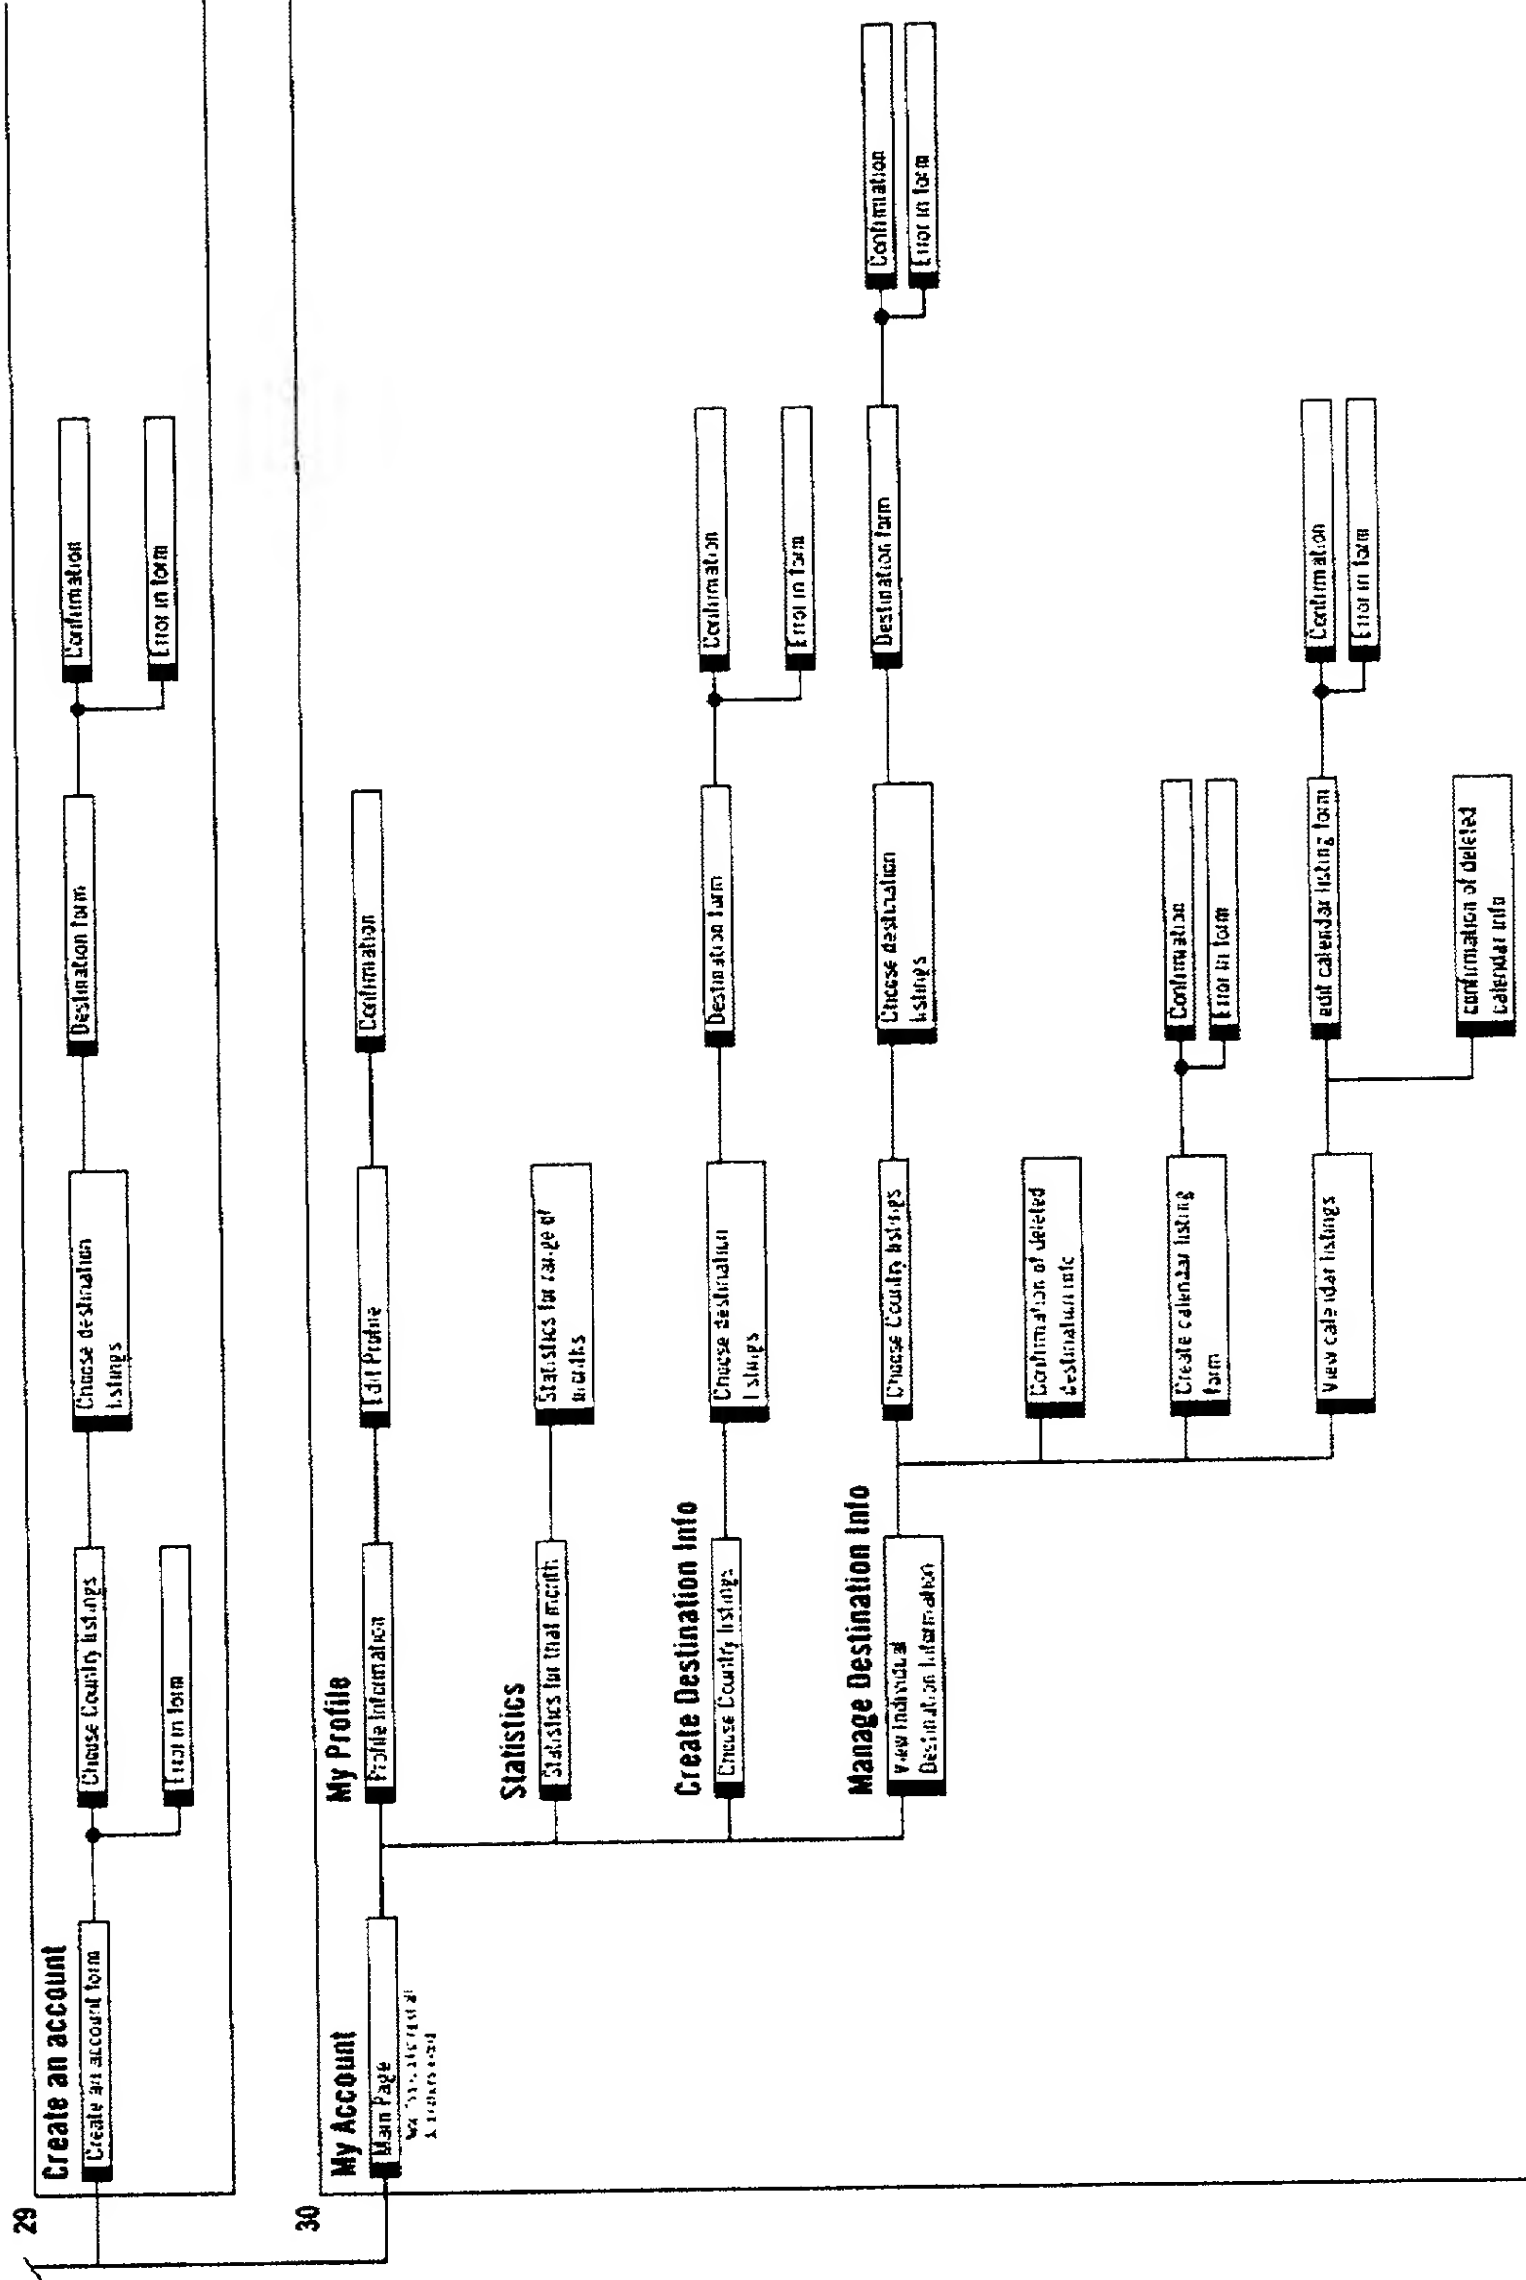 29
Create an account
Create an account form
Choose Country listings
Error in form
Choose destination
listings
Destination form
Confirmation
Error in form
30
My Account
Main Page
My Profile
Profile Information
Edit Profile
Confirmation
Statistics
Statistics for that month
Statistics for range of
months
Create Destination Info
Choose Country listings
Choose destination
listings
Destination form
Confirmation
Error in form
Manage Destination Info
View Individual
Destination Information
Choose Country listings
Choose destination
listings
Destination form
Confirmation
Error in form
Confirmation of deleted
destination info
Create calendar listing
form
Confirmation
Error in form
View calendar listings
edit calendar listing form
Confirmation
Error in form
confirmation of deleted
calendar info